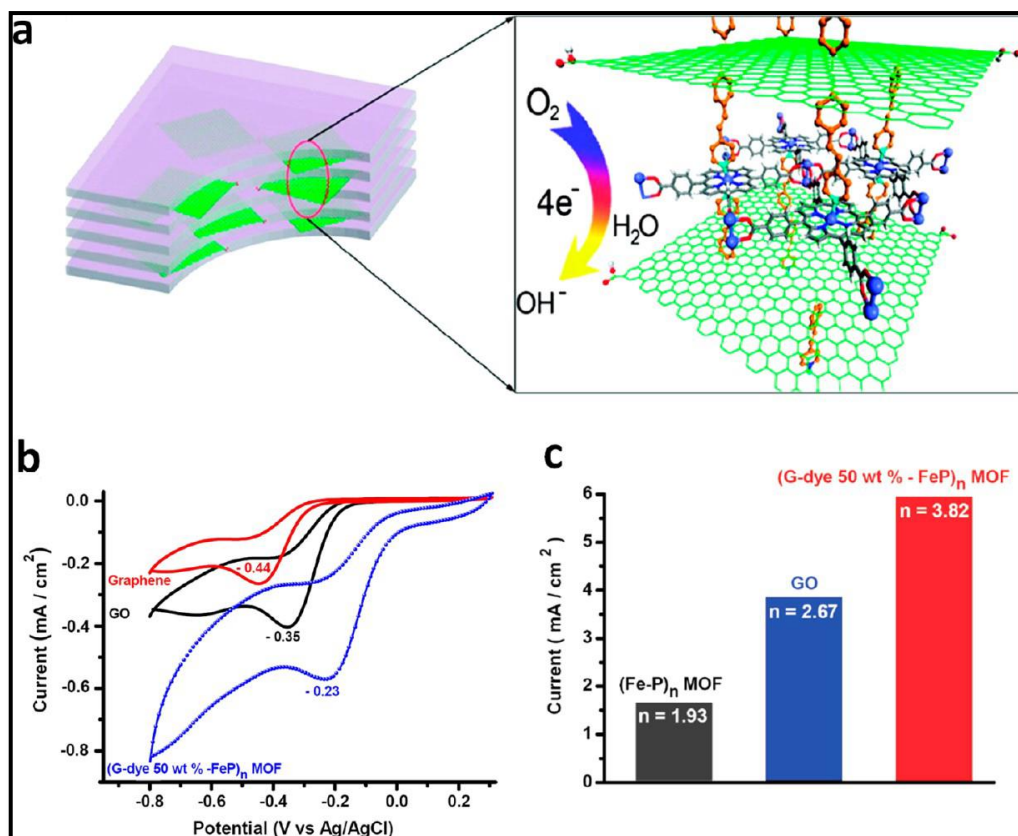 a
O₂
4e⁻
H₂O
OH⁻
b
0.0
-0.2
-0.4
-0.6
-0.8
Current (mA / cm²)
Graphene
GO
- 0.44
- 0.35
- 0.23
(G-dye 50 wt % -FeP)ₙ MOF
-0.8
-0.6
-0.4
-0.2
0.0
0.2
Potential (V vs Ag/AgCl)
c
6
5
4
3
2
1
0
Current ( mA / cm²)
(Fe-P)ₙ MOF
n = 1.93
GO
n = 2.67
(G-dye 50 wt % - FeP)ₙ MOF
n = 3.82